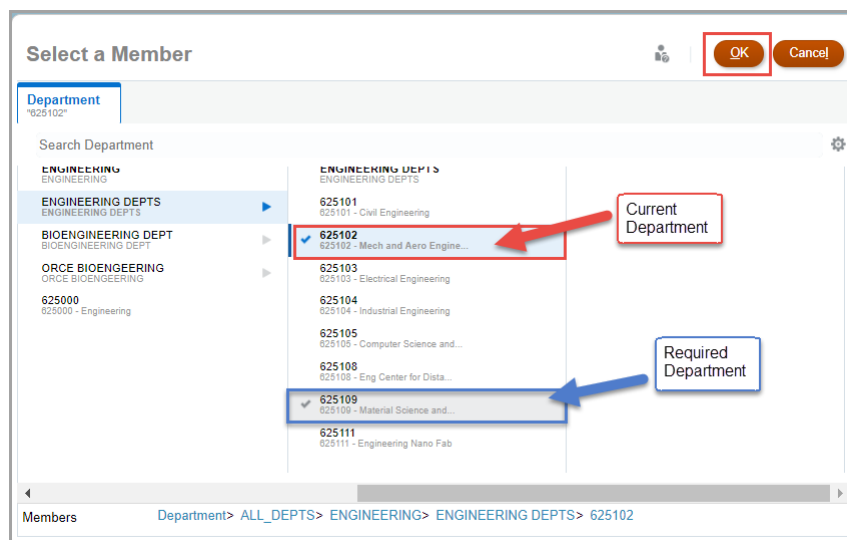 Select a Member
OK
Cancel
Department
"625102"
Search Department
ENGINEERING
ENGINEERING
ENGINEERING DEPTS
ENGINEERING DEPTS
BIOENGINEERING DEPT
BIOENGINEERING DEPT
ORCE BIOENGEERING
ORCE BIOENGEERING
625000
625000 - Engineering
ENGINEERING DEPTS
ENGINEERING DEPTS
625101
625101 - Civil Engineering
625102
625102 - Mech and Aero Engine...
625103
625103 - Electrical Engineering
625104
625104 - Industrial Engineering
625105
625105 - Computer Science and...
625108
625108 - Eng Center for Dista...
625109
625109 - Material Science and...
625111
625111 - Engineering Nano Fab
Current
Department
Required
Department
Members
Department> ALL_DEPTS> ENGINEERING> ENGINEERING DEPTS> 625102